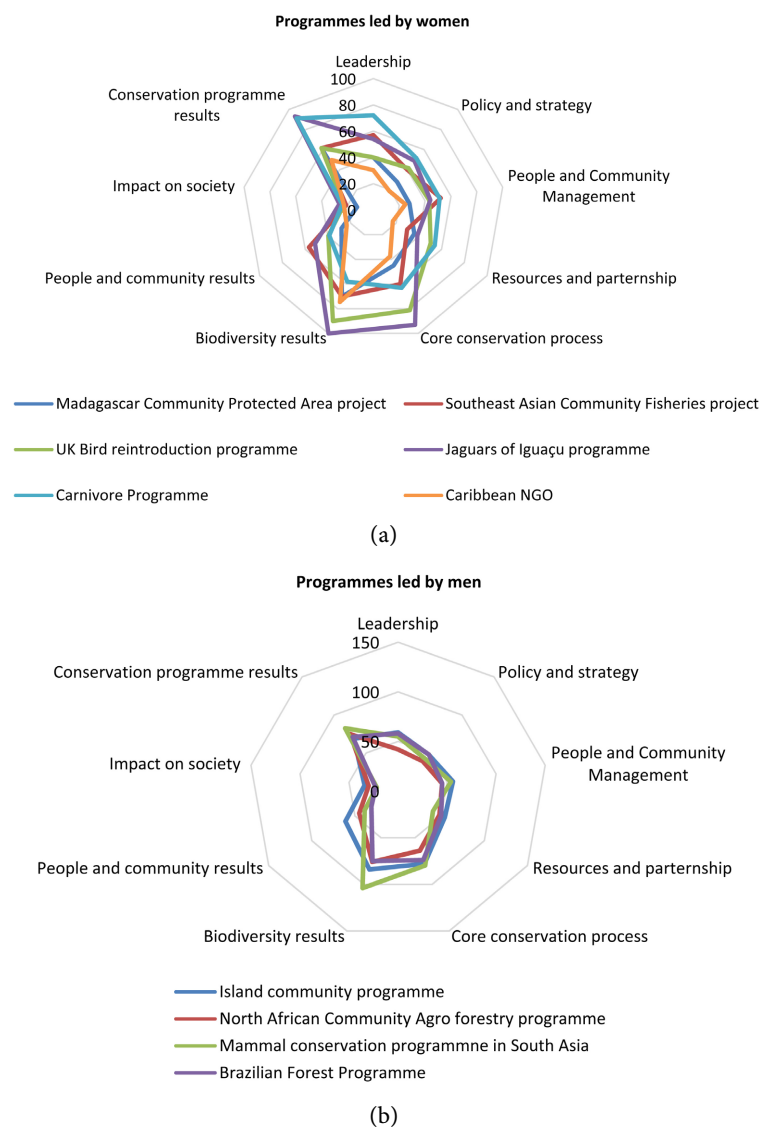 Programmes led by women
Leadership
100
Conservation programme
results
Policy and strategy
80
60
40
20
0
Impact on society
People and Community
Management
People and community results
Resources and parternship
Biodiversity results
Core conservation process
Madagascar Community Protected Area project
Southeast Asian Community Fisheries project
UK Bird reintroduction programme
Jaguars of Iguaçu programme
Carnivore Programme
Caribbean NGO
(a)
Programmes led by men
Leadership
150
Conservation programme results
Policy and strategy
100
50
0
Impact on society
People and Community
Management
People and community results
Resources and parternship
Biodiversity results
Core conservation process
Island community programme
North African Community Agro forestry programme
Mammal conservation programmne in South Asia
Brazilian Forest Programme
(b)